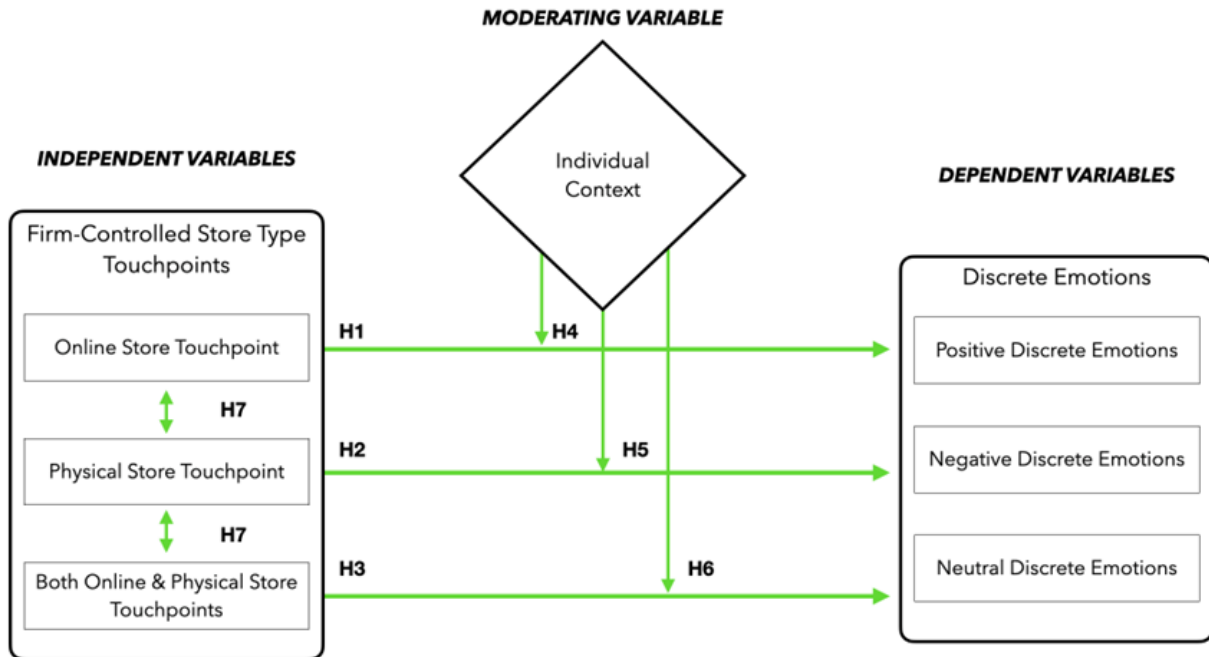 MODERATING VARIABLE
Individual
Context
INDEPENDENT VARIABLES
DEPENDENT VARIABLES
Firm-Controlled Store Type
Touchpoints
Discrete Emotions
Online Store Touchpoint
H1
H4
Positive Discrete Emotions
H7
Physical Store Touchpoint
H2
H5
Negative Discrete Emotions
H7
Both Online & Physical Store
Touchpoints
H3
H6
Neutral Discrete Emotions